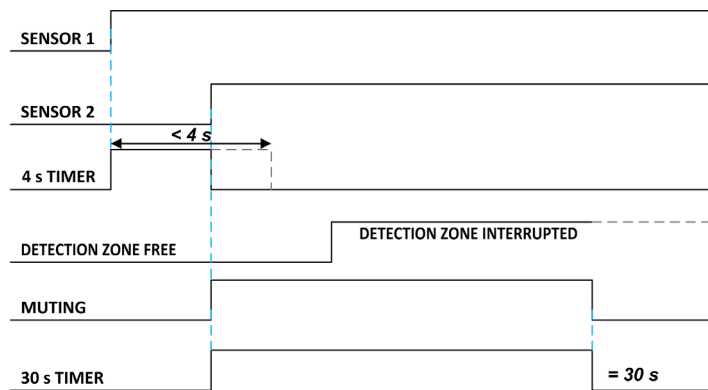 SENSOR 1
SENSOR 2
< 4 s
4 s TIMER
DETECTION ZONE FREE
DETECTION ZONE INTERRUPTED
MUTING
30 s TIMER
= 30 s